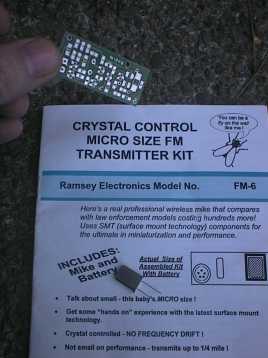 You can be a
fly on the wall
like me !
CRYSTAL CONTROL
MICRO SIZE FM
TRANSMITTER KIT
Ramsey Electronics Model No. FM-6
Here's a real professional wireless mike that compares
with law enforcement models costing hundreds more!
Uses SMT (surface mount technology) components for
the ultimate in miniaturization and performance.
INCLUDES:
Mike and
Battery
Actual Size of
Assembled Kit
With Battery
• Talk about small - this baby's MICRO size !
• Get some "hands on" experience with the latest surface mount
technology.
• Crystal controlled - NO FREQUENCY DRIFT !
• Not small on performance - transmits up to 1/4 mile !